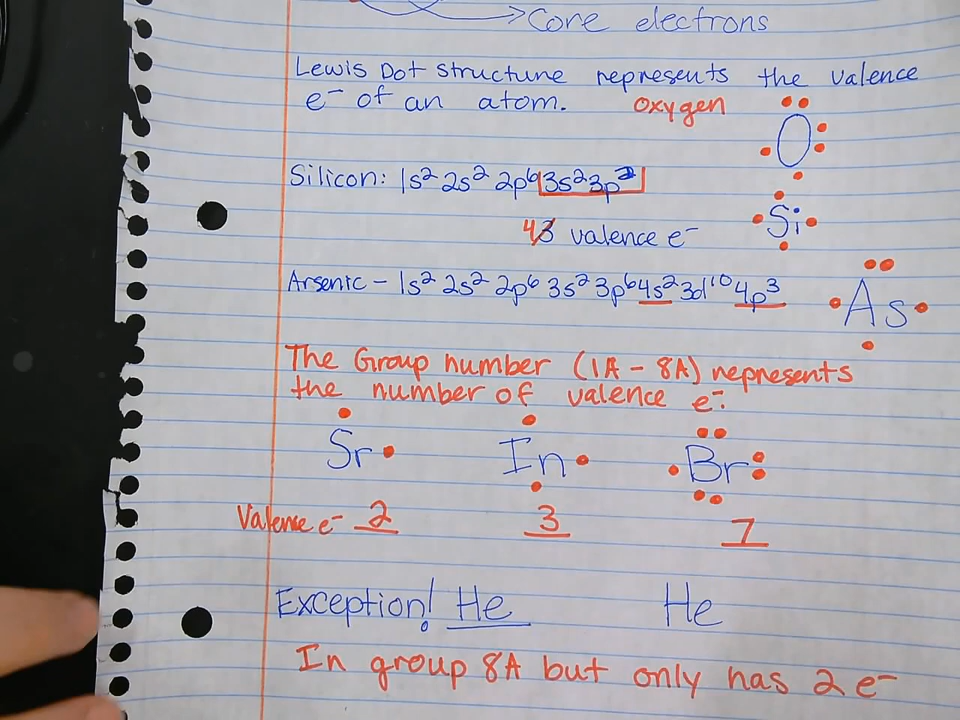 Core electrons
Lewis Dot structure represents the valence
e⁻ of an atom. oxygen
O
Silicon: 1s² 2s² 2p⁶ 3s² 3p²
Si
43 valence e⁻
Arsenic – 1s² 2s² 2p⁶ 3s² 3p⁶ 4s² 3d¹⁰ 4p³
As
The Group number (1A – 8A) represents
the number of valence e⁻.
Sr In Br
Valence e⁻ 2 3 7
Exception! He He
In group 8A but only has 2 e⁻